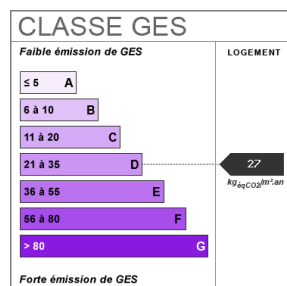 CLASSE GES
Faible émission de GES
LOGEMENT
≤ 5 A
6 à 10 B
11 à 20 C
21 à 35 D
27
kgéqCO2/m².an
36 à 55 E
56 à 80 F
> 80 G
Forte émission de GES